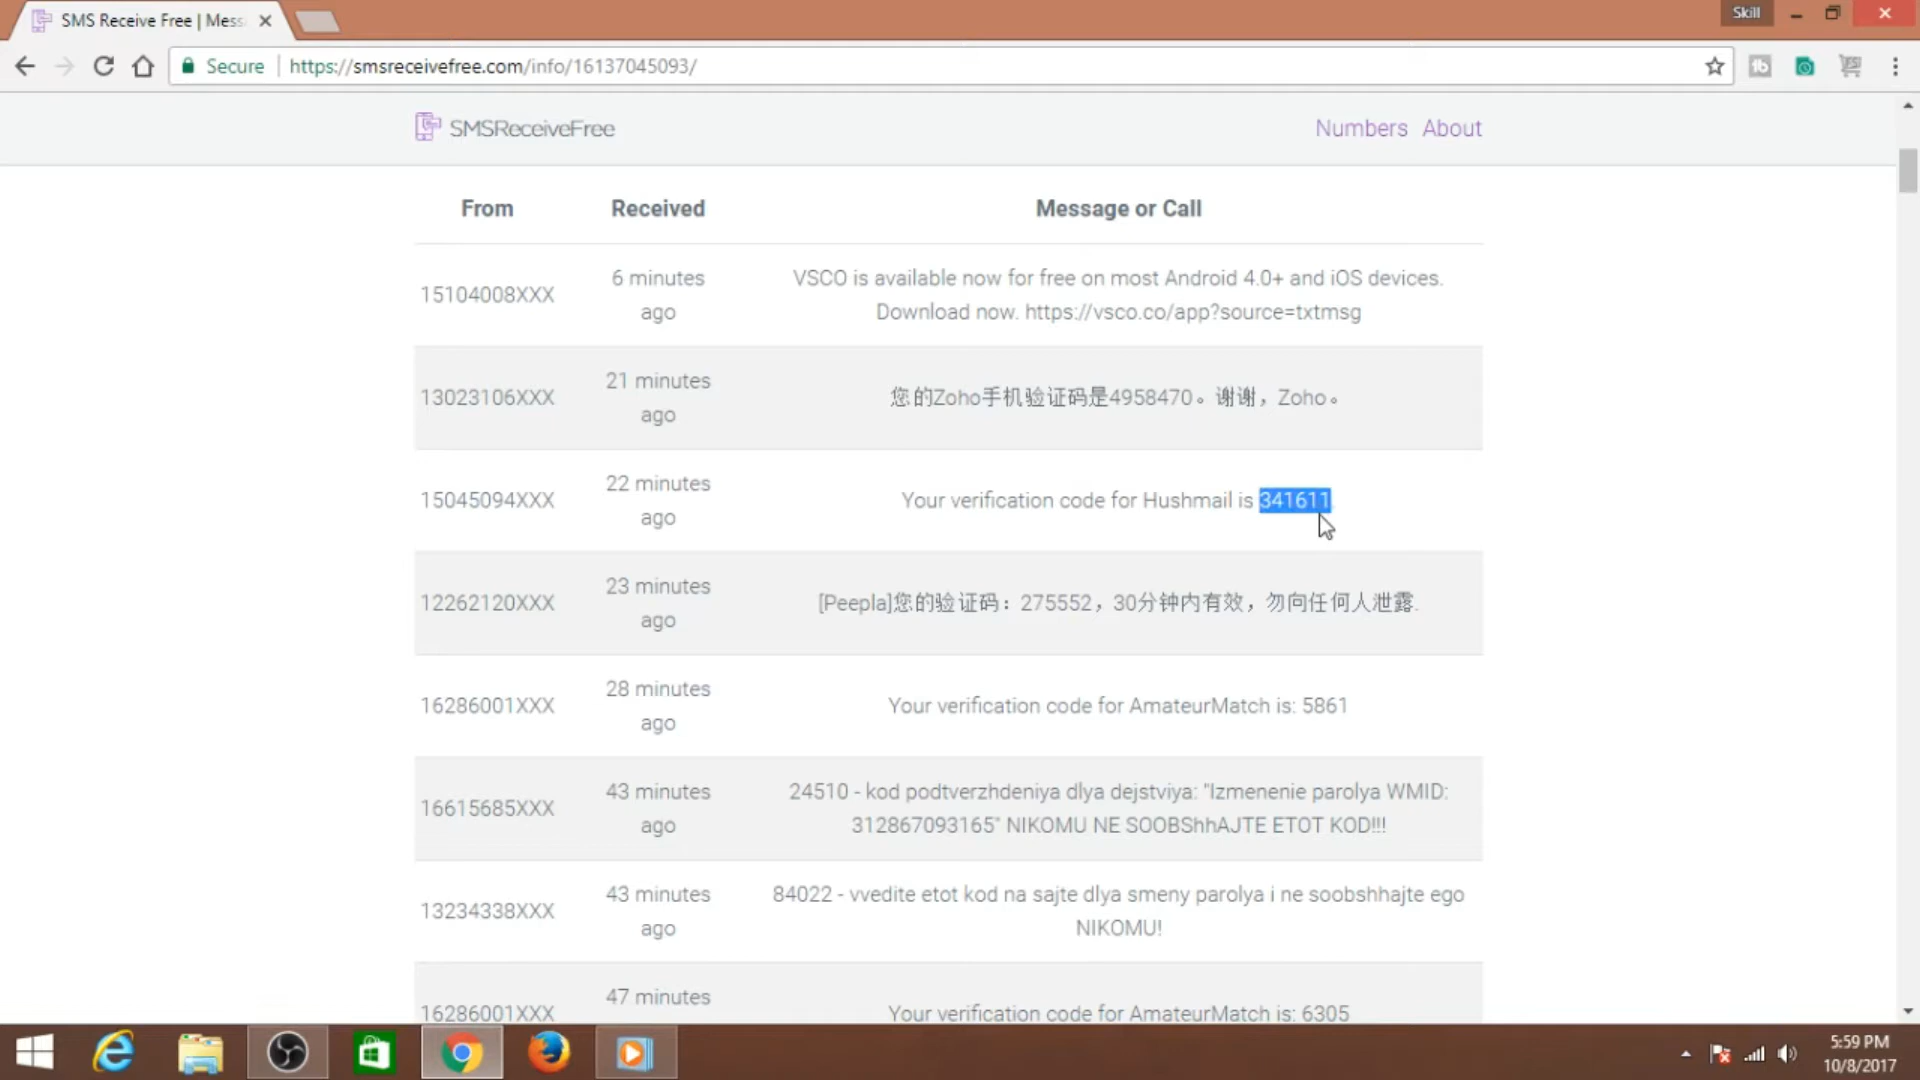 SMS Receive Free | Mess
Skill
Secure
https://smsreceivefree.com/info/16137045093/
SMSReceiveFree
Numbers
About
From
Received
Message or Call
15104008XXX
6 minutes
ago
VSCO is available now for free on most Android 4.0+ and iOS devices.
Download now. https://vsco.co/app?source=txtmsg
13023106XXX
21 minutes
ago
您的Zoho手机验证码是4958470。谢谢，Zoho。
15045094XXX
22 minutes
ago
Your verification code for Hushmail is 341611.
12262120XXX
23 minutes
ago
[Peepla]您的验证码：275552，30分钟内有效，勿向任何人泄露.
16286001XXX
28 minutes
ago
Your verification code for AmateurMatch is: 5861
16615685XXX
43 minutes
ago
24510 - kod podtverzhdeniya dlya dejstviya: "Izmenenie parolya WMID:
312867093165" NIKOMU NE SOOBShhAJTE ETOT KOD!!!
13234338XXX
43 minutes
ago
84022 - vvedite etot kod na sajte dlya smeny parolya i ne soobshhajte ego
NIKOMU!
16286001XXX
47 minutes
Your verification code for AmateurMatch is: 6305
5:59 PM
10/8/2017